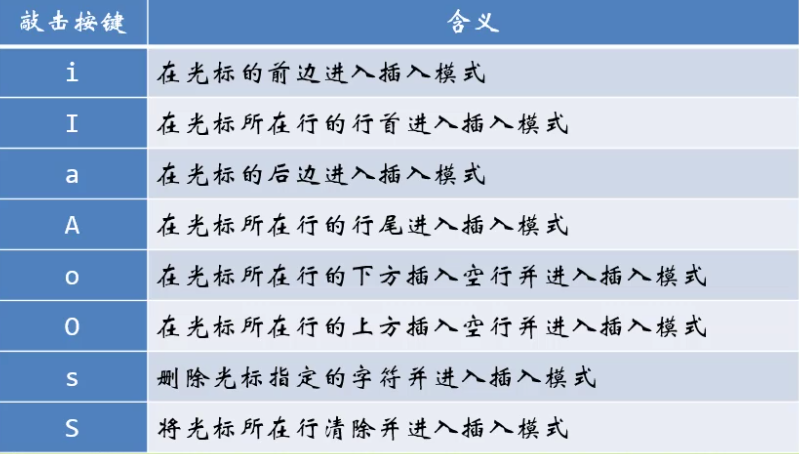 敲击按键 含义
i 在光标的前边进入插入模式
I 在光标所在行的行首进入插入模式
a 在光标的后边进入插入模式
A 在光标所在行的行尾进入插入模式
o 在光标所在行的下方插入空行并进入插入模式
O 在光标所在行的上方插入空行并进入插入模式
s 删除光标指定的字符并进入插入模式
S 将光标所在行清除并进入插入模式